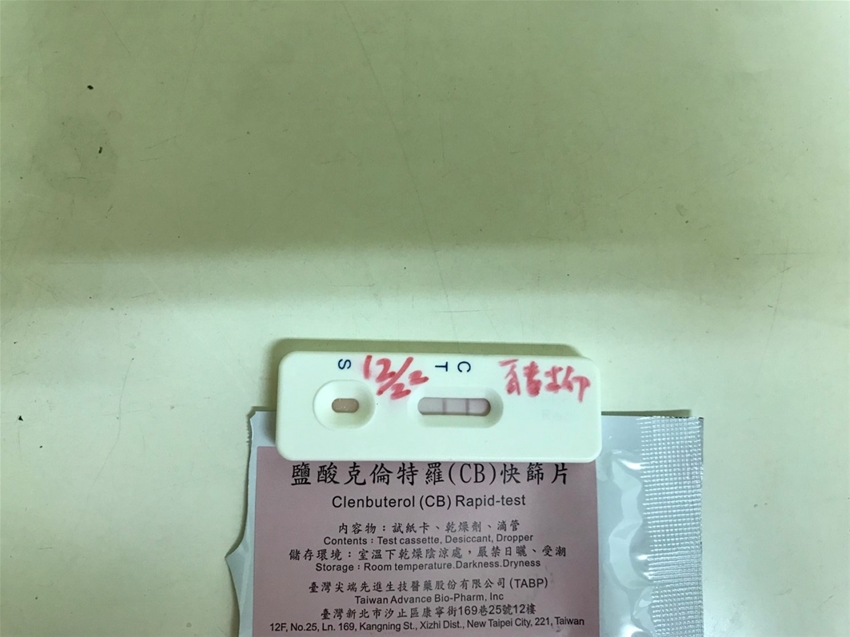 S 12/22 T C
鹽酸克倫特羅(CB)快篩片
Clenbuterol (CB) Rapid-test
內容物：試紙卡、乾燥劑、滴管
Contents : Test cassette, Desiccant, Dropper
儲存環境：室溫下乾燥陰涼處，嚴禁日曬、受潮
Storage : Room temperature.Darkness.Dryness
臺灣尖端先進生技醫藥股份有限公司(TABP)
Taiwan Advance Bio-Pharm, Inc
臺灣新北市汐止區康寧街169巷25號12樓
12F, No.25, Ln. 169, Kangning St., Xizhi Dist., New Taipei City, 221, Taiwan